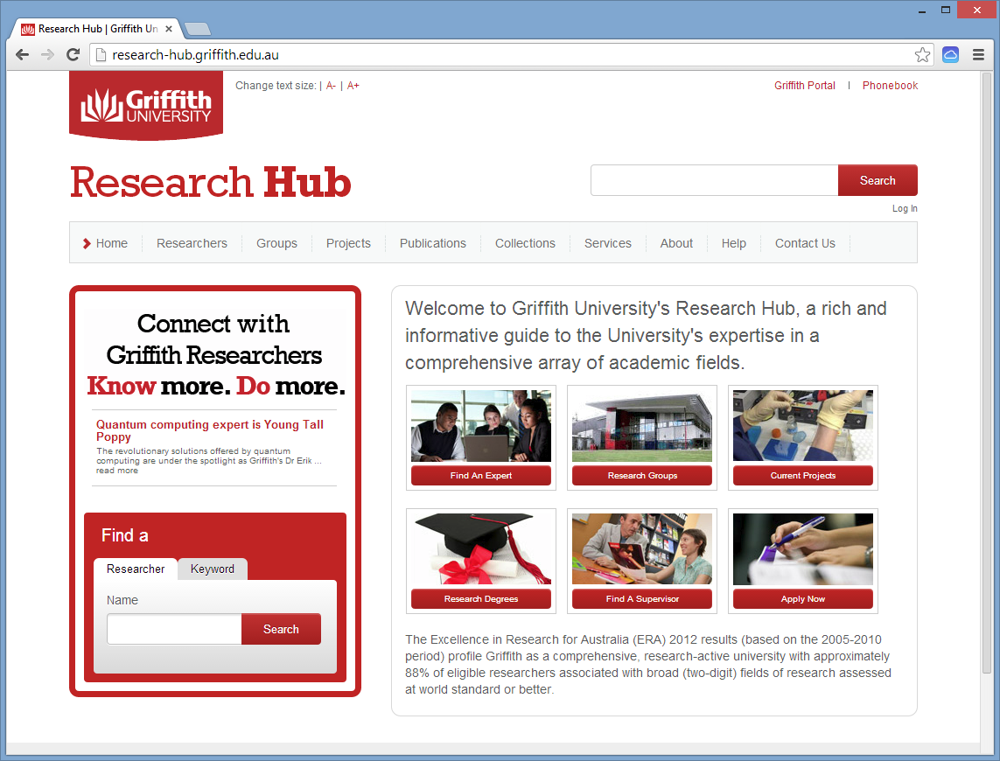 Research Hub | Griffith Un
research-hub.griffith.edu.au
Griffith
UNIVERSITY
Change text size: | A- | A+
Griffith Portal | Phonebook
Research Hub
Search
Log In
Home
Researchers
Groups
Projects
Publications
Collections
Services
About
Help
Contact Us
Connect with
Griffith Researchers
Know more. Do more.
Quantum computing expert is Young Tall
Poppy
The revolutionary solutions offered by quantum
computing are under the spotlight as Griffith's Dr Erik ...
read more
Find a
Researcher
Keyword
Name
Search
Welcome to Griffith University's Research Hub, a rich and
informative guide to the University's expertise in a
comprehensive array of academic fields.
Find An Expert
Research Groups
Current Projects
Research Degrees
Find A Supervisor
Apply Now
The Excellence in Research for Australia (ERA) 2012 results (based on the 2005-2010
period) profile Griffith as a comprehensive, research-active university with approximately
88% of eligible researchers associated with broad (two-digit) fields of research assessed
at world standard or better.